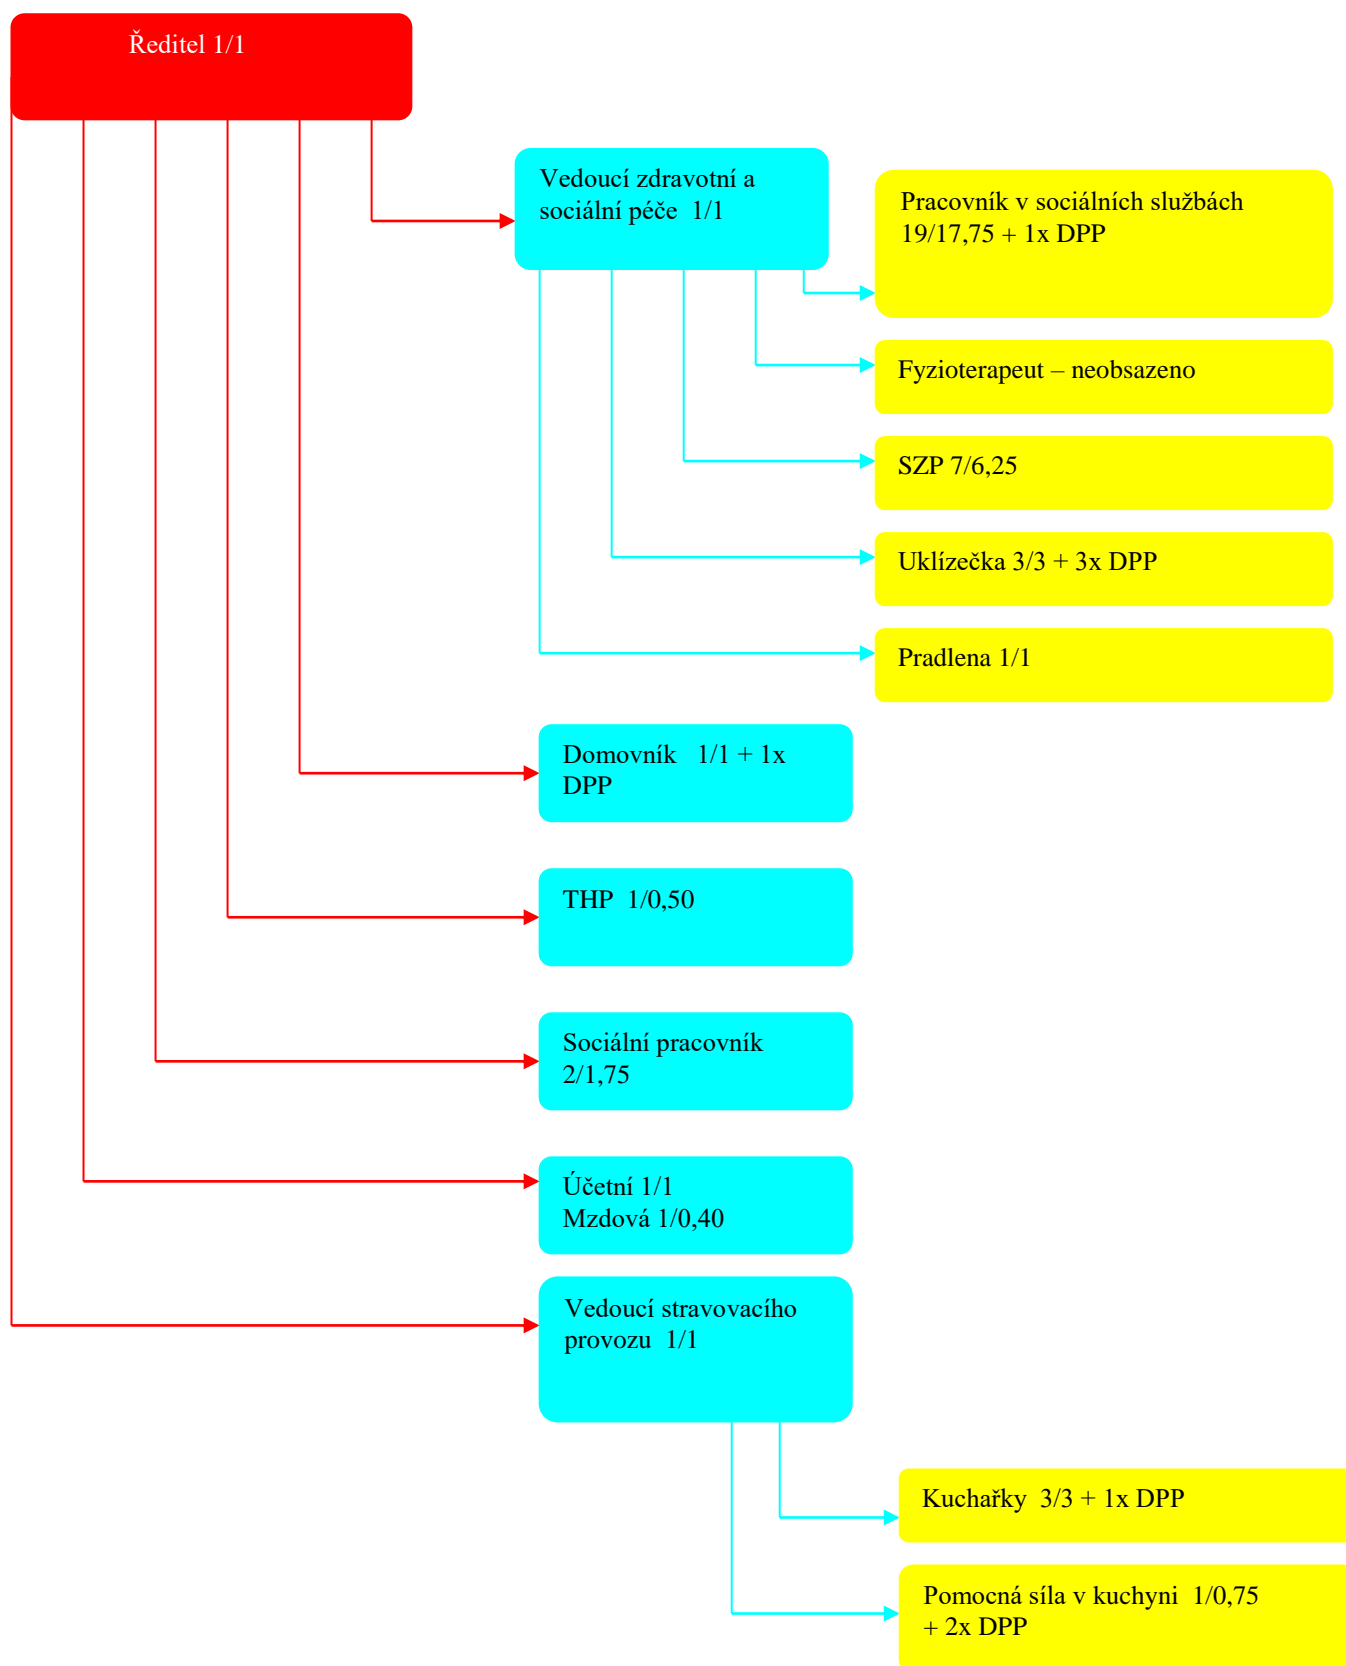 Ředitel 1/1
Vedoucí zdravotní a
sociální péče  1/1
Pracovník v sociálních službách
19/17,75 + 1x DPP
Fyzioterapeut – neobsazeno
SZP 7/6,25
Uklízečka 3/3 + 3x DPP
Pradlena 1/1
Domovník   1/1 + 1x
DPP
THP  1/0,50
Sociální pracovník
2/1,75
Účetní 1/1
Mzdová 1/0,40
Vedoucí stravovacího
provozu  1/1
Kuchařky  3/3 + 1x DPP
Pomocná síla v kuchyni  1/0,75
+ 2x DPP